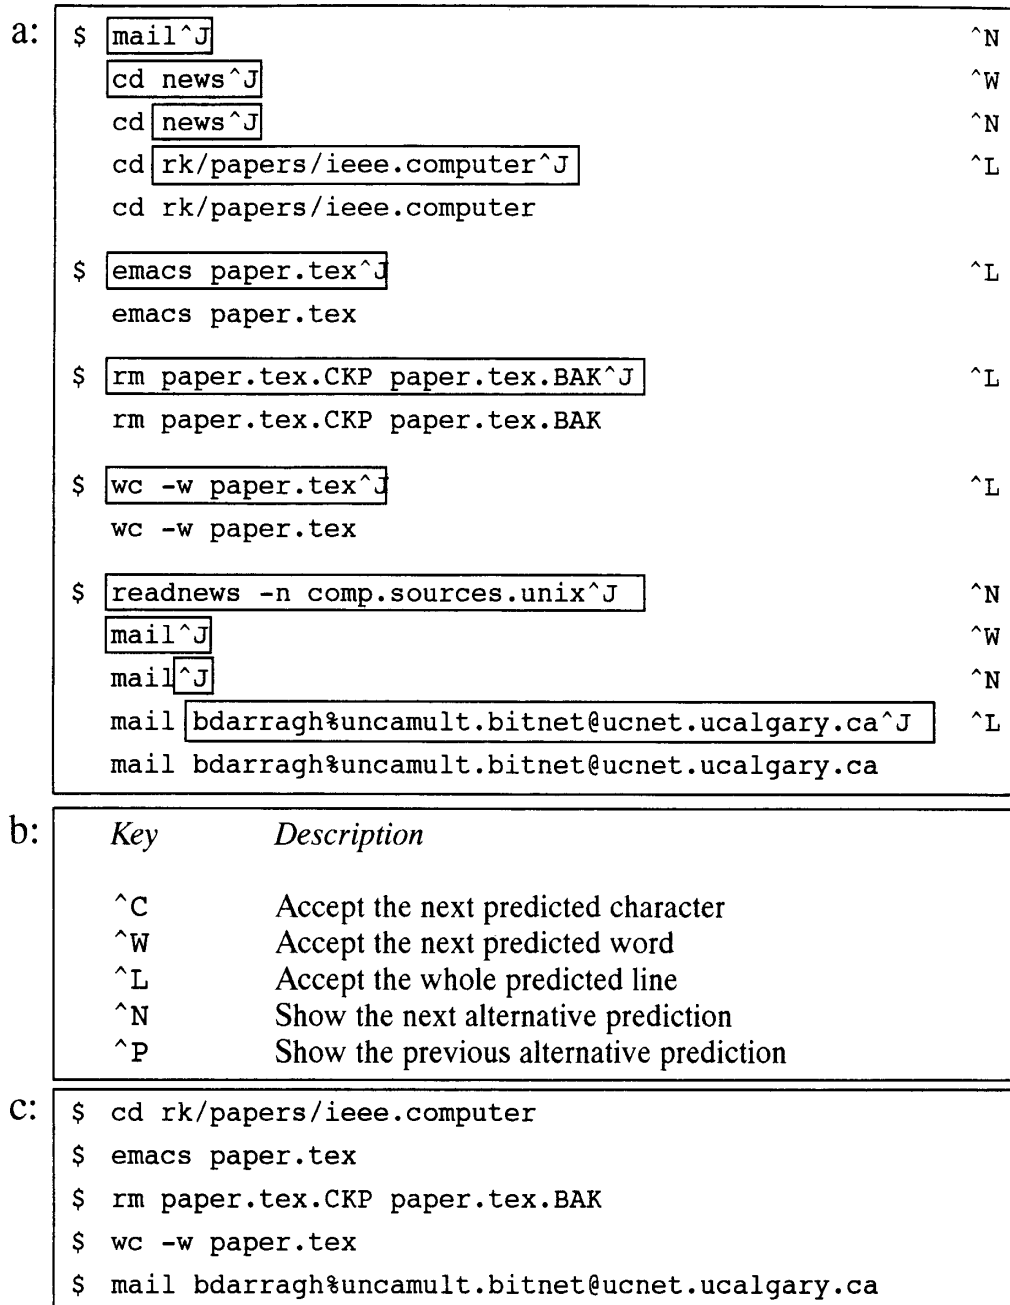 a:
$ mail^J ^N
cd news^J ^W
cd news^J ^N
cd rk/papers/ieee.computer^J ^L
cd rk/papers/ieee.computer
$ emacs paper.tex^J ^L
emacs paper.tex
$ rm paper.tex.CKP paper.tex.BAK^J ^L
rm paper.tex.CKP paper.tex.BAK
$ wc -w paper.tex^J ^L
wc -w paper.tex
$ readnews -n comp.sources.unix^J ^N
mail^J ^W
mail^J ^N
mail bdarragh%uncamult.bitnet@ucnet.ucalgary.ca^J ^L
mail bdarragh%uncamult.bitnet@ucnet.ucalgary.ca
b:
Key Description
^C Accept the next predicted character
^W Accept the next predicted word
^L Accept the whole predicted line
^N Show the next alternative prediction
^P Show the previous alternative prediction
c:
$ cd rk/papers/ieee.computer
$ emacs paper.tex
$ rm paper.tex.CKP paper.tex.BAK
$ wc -w paper.tex
$ mail bdarragh%uncamult.bitnet@ucnet.ucalgary.ca